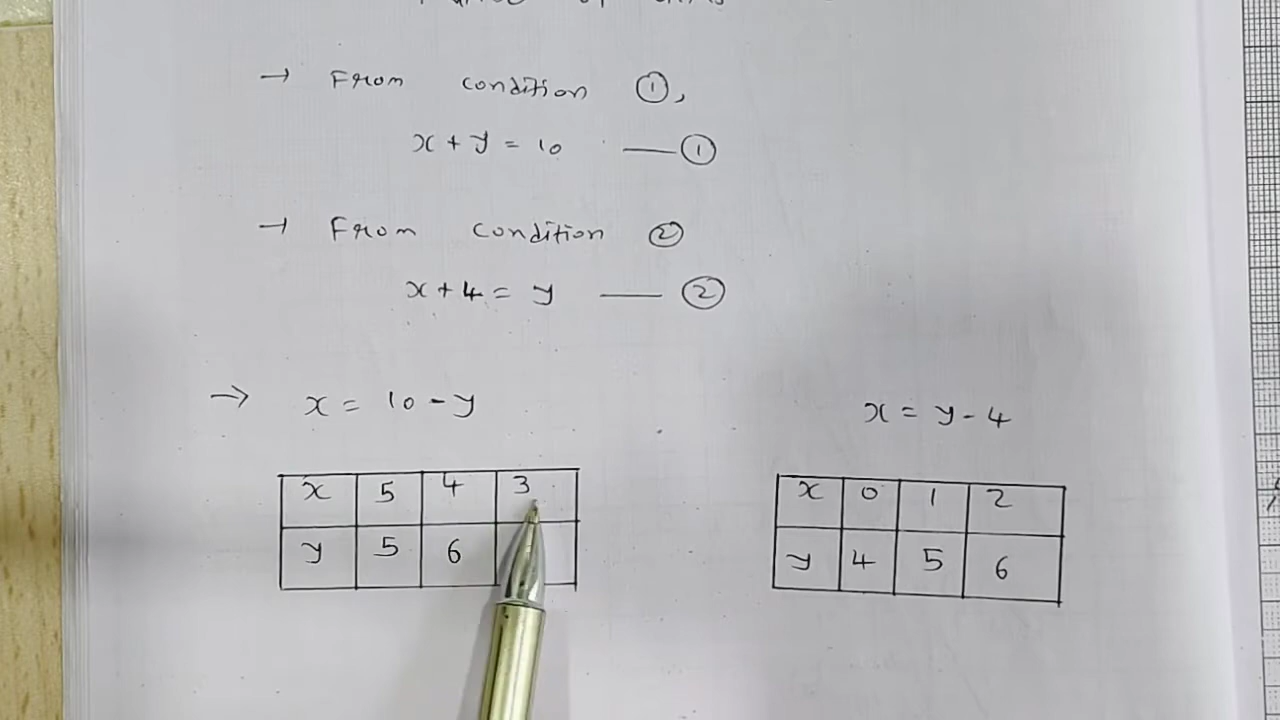 → From condition ①,
x + y = 10 —— ①
→ From condition ②
x + 4 = y —— ②
→ x = 10 - y
x = y - 4
x 5 4 3
y 5 6
x 0 1 2
y 4 5 6